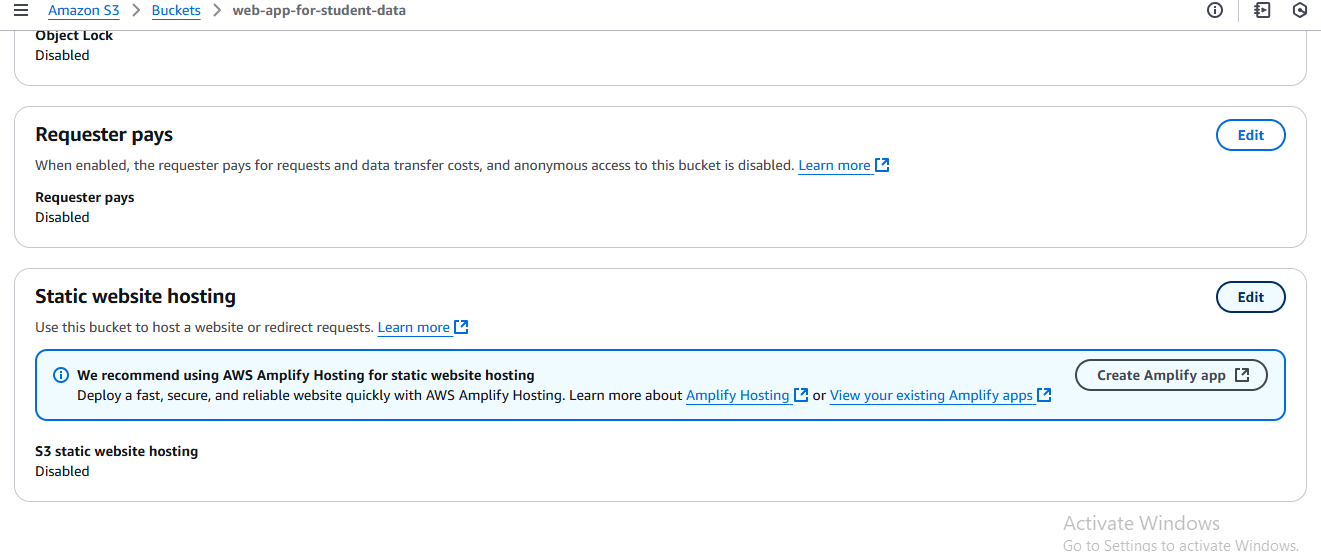 Amazon S3 > Buckets > web-app-for-student-data
Object Lock
Disabled
Requester pays
Edit
When enabled, the requester pays for requests and data transfer costs, and anonymous access to this bucket is disabled. Learn more
Requester pays
Disabled
Static website hosting
Edit
Use this bucket to host a website or redirect requests. Learn more
We recommend using AWS Amplify Hosting for static website hosting
Create Amplify app
Deploy a fast, secure, and reliable website quickly with AWS Amplify Hosting. Learn more about Amplify Hosting or View your existing Amplify apps
S3 static website hosting
Disabled
Activate Windows
Go to Settings to activate Windows.